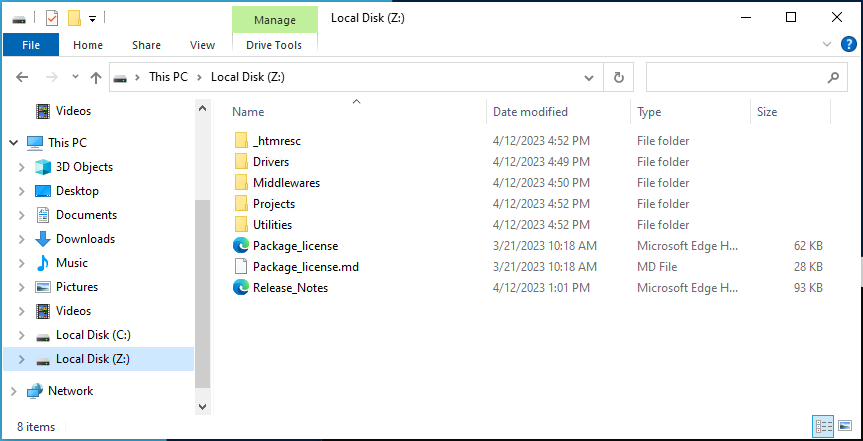 Manage
Local Disk (Z:)
File
Home
Share
View
Drive Tools
This PC
Local Disk (Z:)
Videos
This PC
3D Objects
Desktop
Documents
Downloads
Music
Pictures
Videos
Local Disk (C:)
Local Disk (Z:)
Network
Name Date modified Type Size
_htmresc 4/12/2023 4:52 PM File folder
Drivers 4/12/2023 4:49 PM File folder
Middlewares 4/12/2023 4:50 PM File folder
Projects 4/12/2023 4:52 PM File folder
Utilities 4/12/2023 4:52 PM File folder
Package_license 3/21/2023 10:18 AM Microsoft Edge H... 62 KB
Package_license.md 3/21/2023 10:18 AM MD File 28 KB
Release_Notes 4/12/2023 1:01 PM Microsoft Edge H... 93 KB
8 items